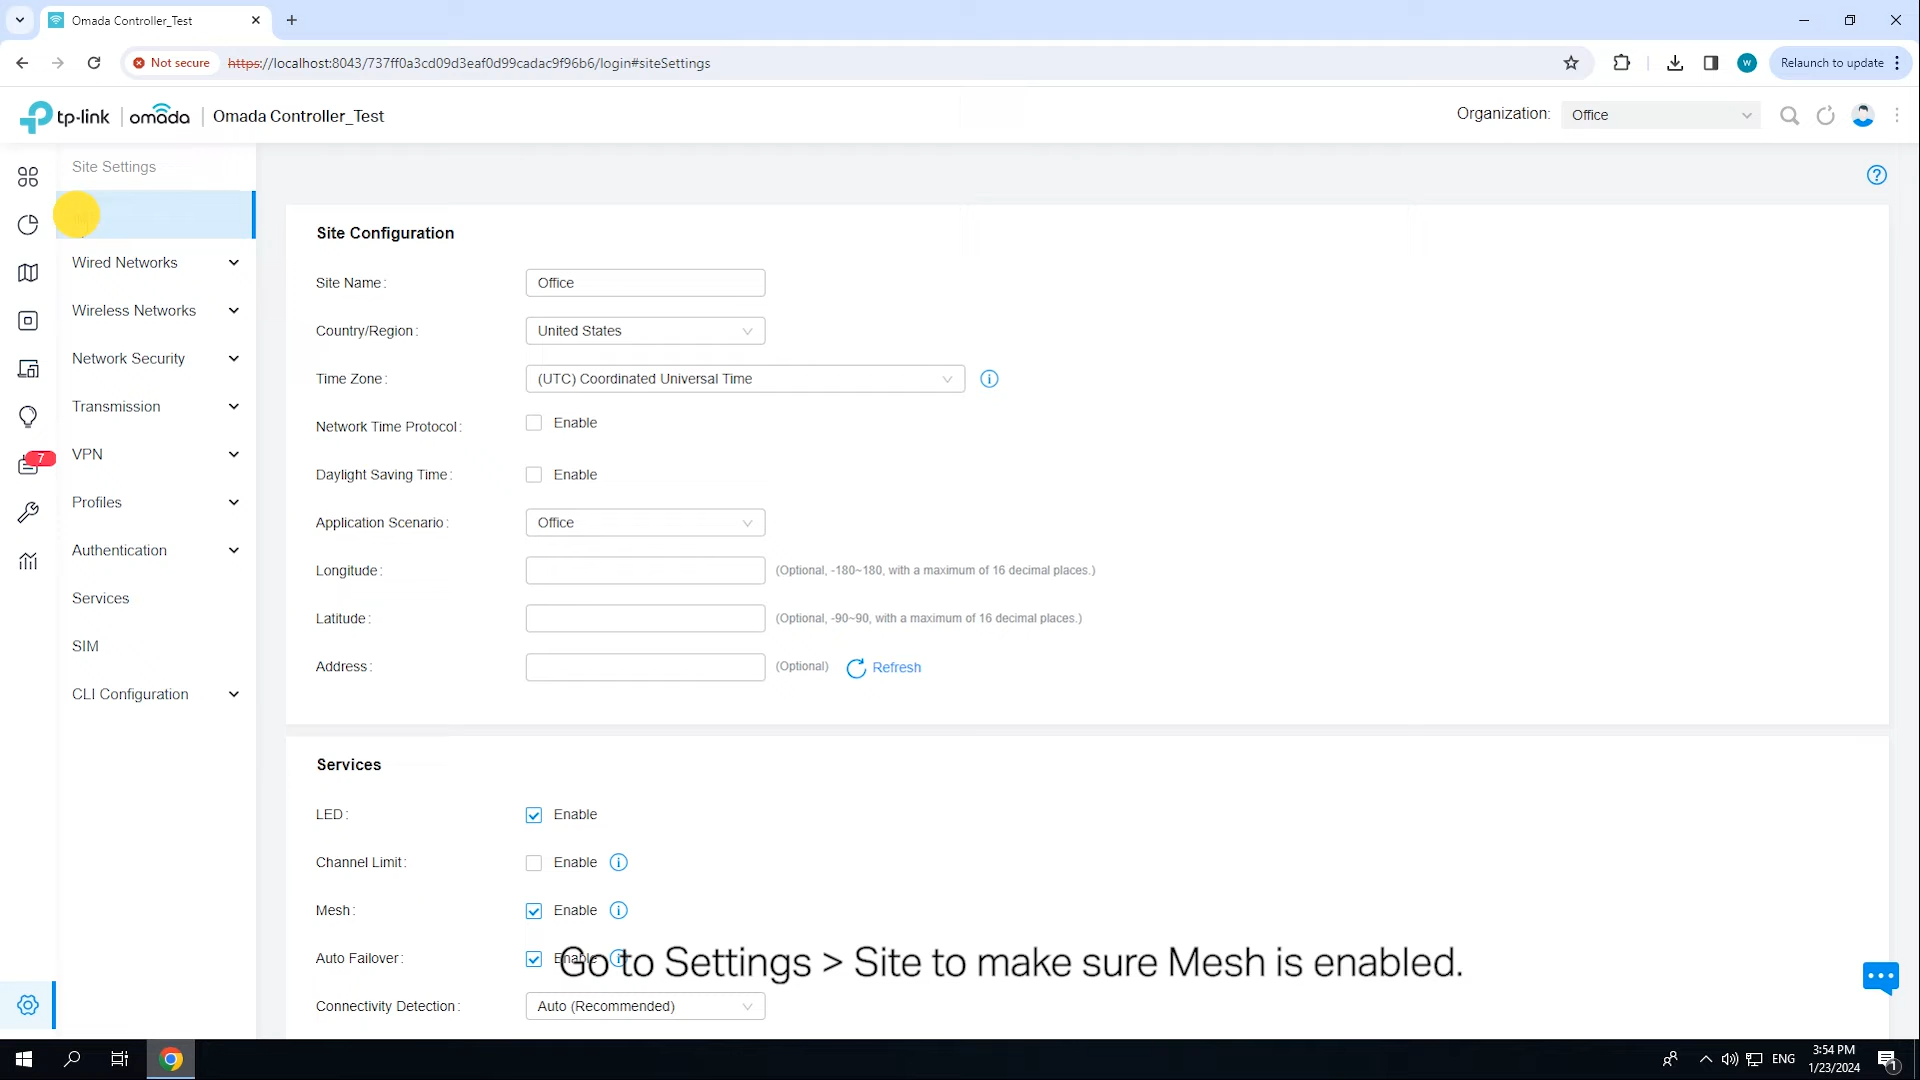 Omada Controller_Test
Not secure
https://localhost:8043/737ff0a3cd09d3eaf0d99cadac9f96b6/login#siteSettings
W
Relaunch to update
tp-link
omada
Omada Controller_Test
Organization:
Office
Site Settings
Wired Networks
Wireless Networks
Network Security
Transmission
VPN
7
Profiles
Authentication
Services
SIM
CLI Configuration
Site Configuration
Site Name:
Office
Country/Region:
United States
Time Zone:
(UTC) Coordinated Universal Time
Network Time Protocol:
Enable
Daylight Saving Time:
Enable
Application Scenario:
Office
Longitude:
(Optional, -180~180, with a maximum of 16 decimal places.)
Latitude:
(Optional, -90~90, with a maximum of 16 decimal places.)
Address:
(Optional)
Refresh
Services
LED:
Enable
Channel Limit:
Enable
Mesh:
Enable
Auto Failover:
Enable
Go to Settings > Site to make sure Mesh is enabled.
Connectivity Detection:
Auto (Recommended)
ENG
3:54 PM
1/23/2024
1